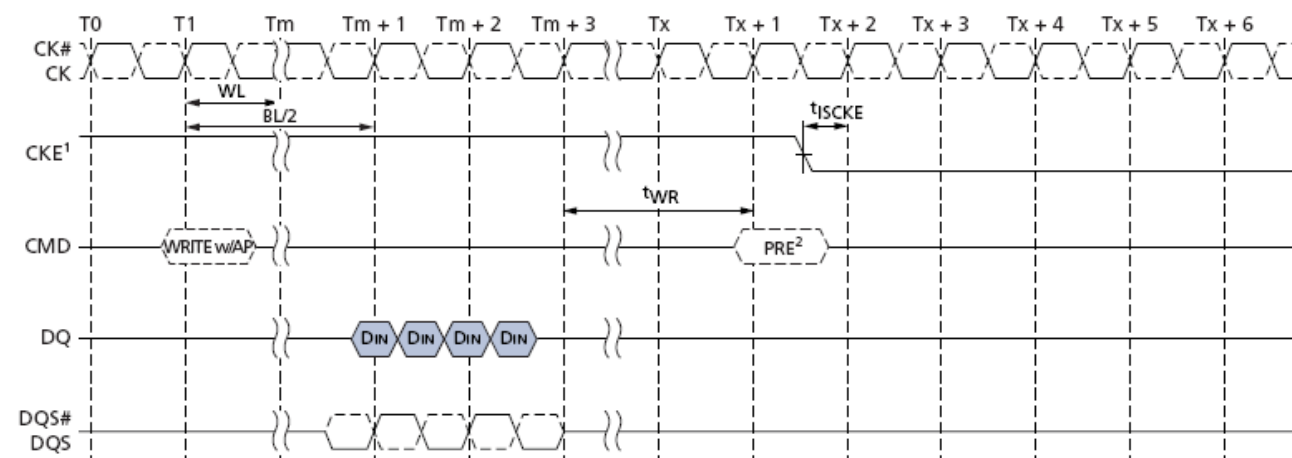 T0 T1 Tm Tm + 1 Tm + 2 Tm + 3 Tx Tx + 1 Tx + 2 Tx + 3 Tx + 4 Tx + 5 Tx + 6
CK#
CK
WL
BL/2
tISCKE
CKE1
tWR
CMD WRITE w/AP PRE2
DQ DIN DIN DIN DIN
DQS#
DQS